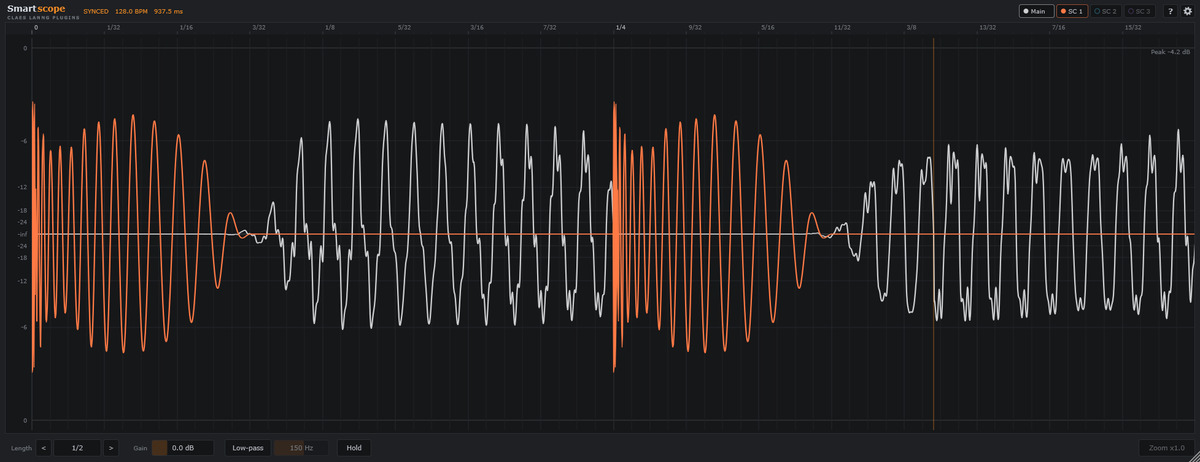 Smartscope
CLASS LARNG PLUGINS
SYNCED 128.0 BPM 937.5 ms
Main SC 1 SC 2 SC 3 ?
0 1/32 1/16 3/32 1/8 5/32 3/16 7/32 1/4 9/32 5/16 11/32 3/8 13/32 7/16 15/32
Peak -4.2 dB
0
-6
-12
-18
-24
-inf
-24
-18
-12
-6
0
Length < 1/2 > Gain 0.0 dB Low-pass 150 Hz Hold Zoom x1.0